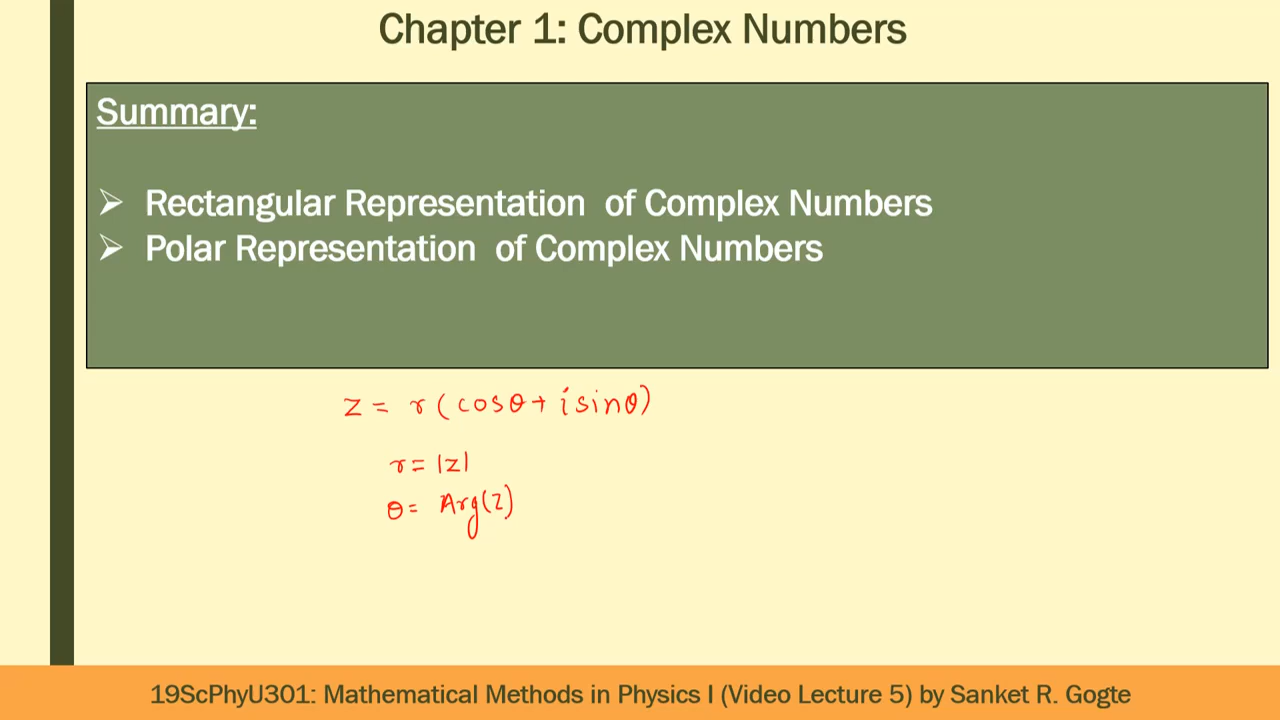 Chapter 1: Complex Numbers
Summary:
➢ Rectangular Representation of Complex Numbers
➢ Polar Representation of Complex Numbers
z = r(cosθ + i sinθ)
r = |z|
θ = Arg(z)
19ScPhyU301: Mathematical Methods in Physics I (Video Lecture 5) by Sanket R. Gogte